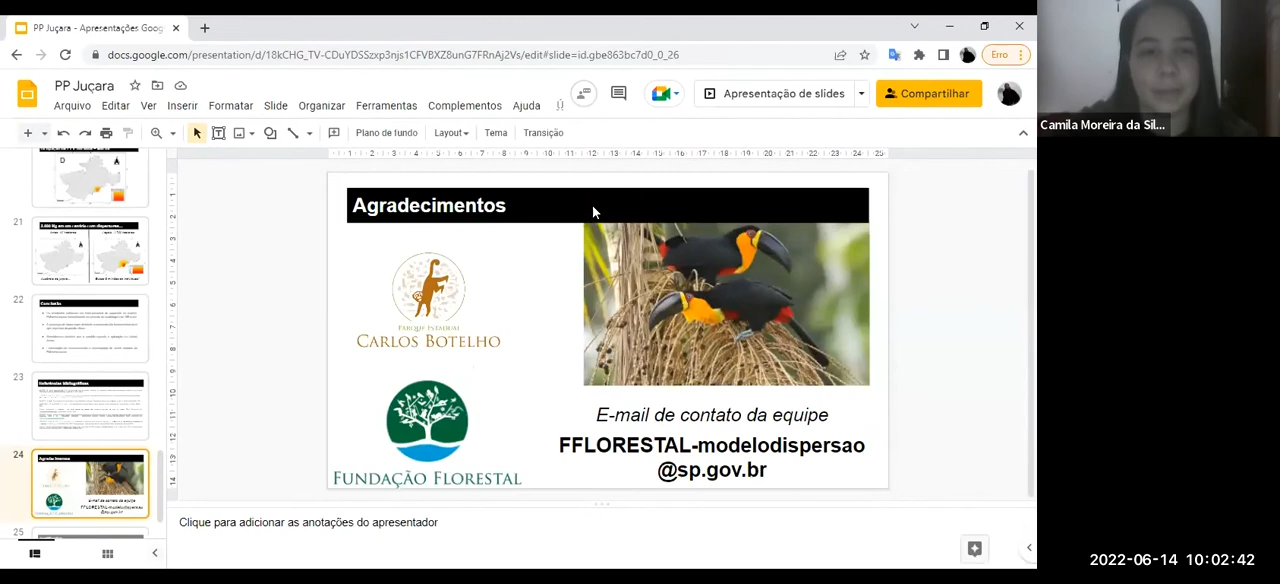 PP Juçara - Apresentações Goog
docs.google.com/presentation/d/18kCHG_TV-CDuYDSSzxp3njs1CFVBXZ8unG7FRnAj2Vs/edit#slide=id.gbe863bc7d0_0_26
Erro
PP Juçara
Arquivo Editar Ver Inserir Formatar Slide Organizar Ferramentas Complementos Ajuda
Apresentação de slides
Compartilhar
Plano de fundo Layout Tema Transição
Camila Moreira da Sil...
D
21
22
Conclusão
23
Referências bibliográficas
24
Agradecimentos
25
Agradecimentos
PARQUE ESTADUAL
CARLOS BOTELHO
FUNDAÇÃO FLORESTAL
E-mail de contato da equipe
FFLORESTAL-modelodispersao
@sp.gov.br
Clique para adicionar as anotações do apresentador
2022-06-14 10:02:42